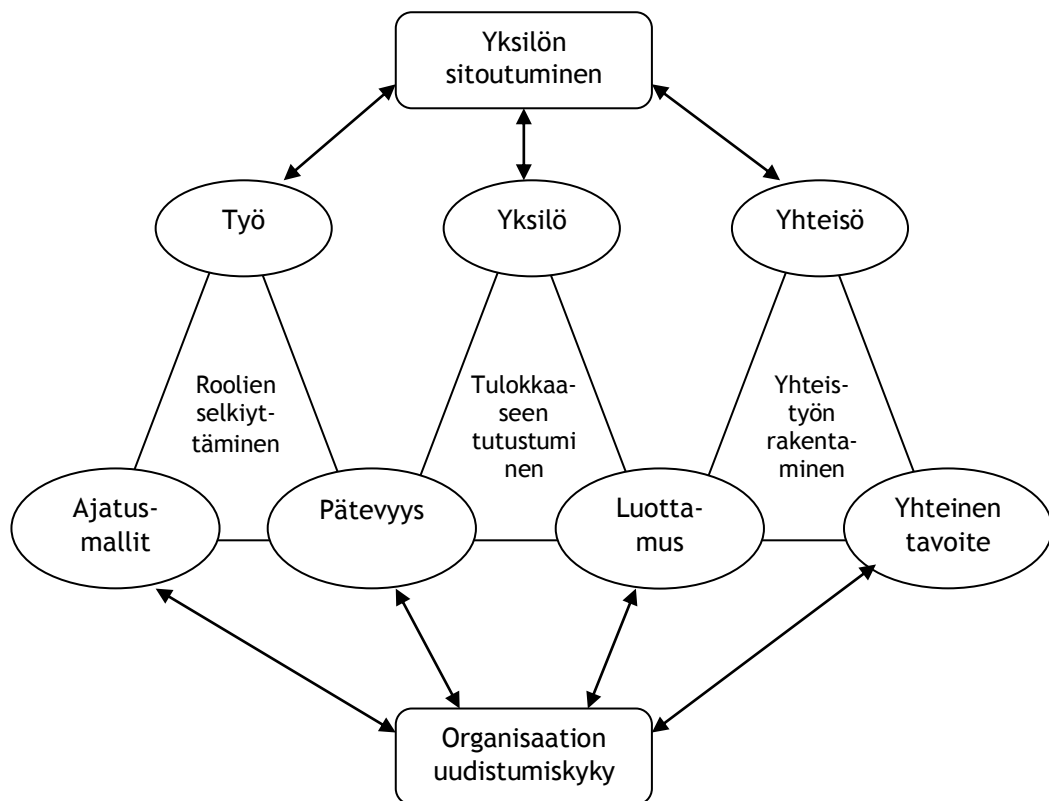 Yksilön
sitoutuminen
Työ
Yksilö
Yhteisö
Roolien
selkiyt-
täminen
Tulokkaa-
seen
tutustumi
nen
Yhteis-
työn
rakenta-
minen
Ajatus-
mallit
Pätevyys
Luotta-
mus
Yhteinen
tavoite
Organisaation
uudistumiskyky